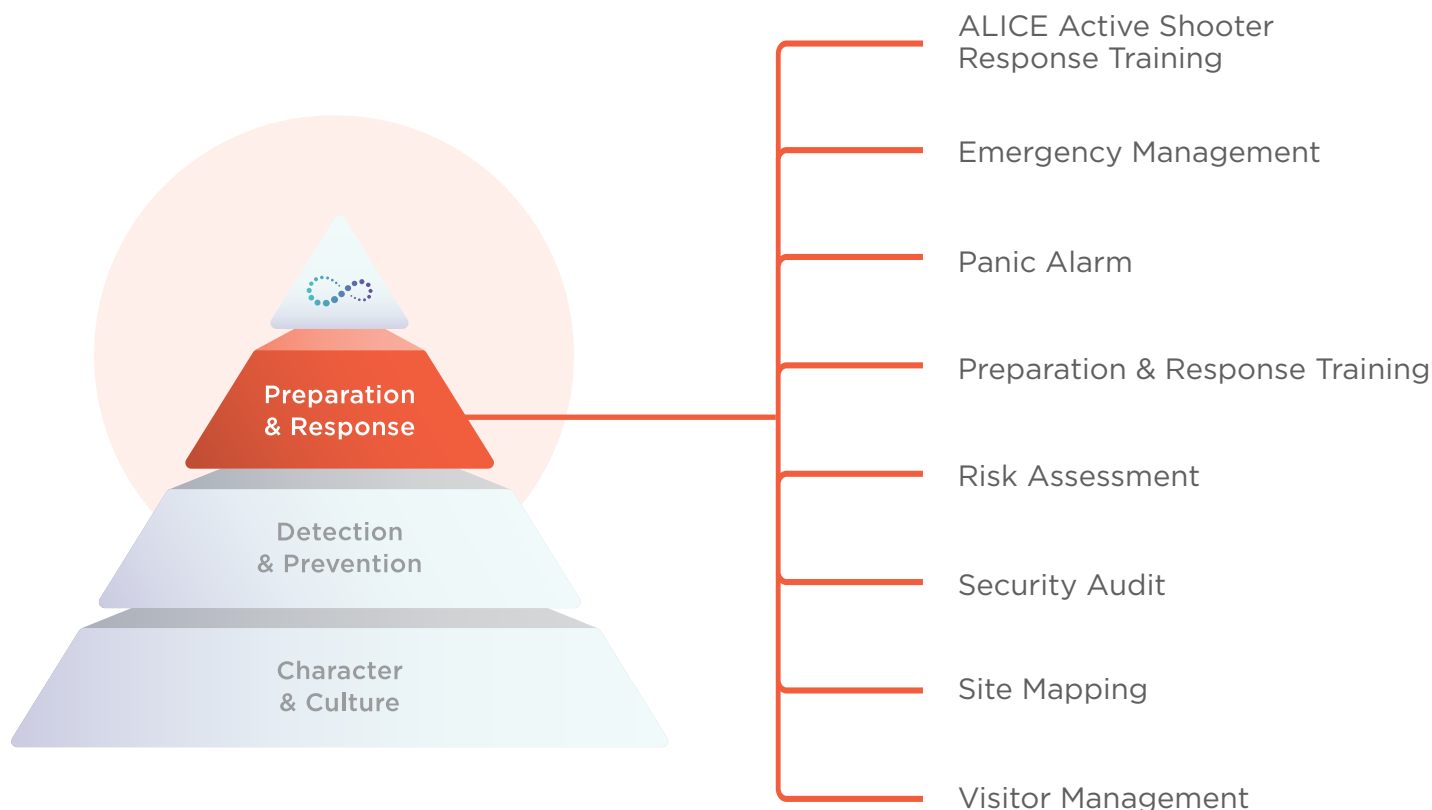 Preparation
& Response
Detection
& Prevention
Character
& Culture
ALICE Active Shooter
Response Training
Emergency Management
Panic Alarm
Preparation & Response Training
Risk Assessment
Security Audit
Site Mapping
Visitor Management